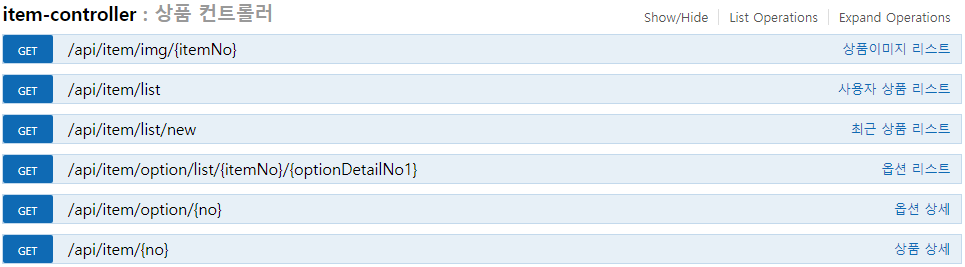 item-controller : 상품 컨트롤러 Show/Hide List Operations Expand Operations
GET /api/item/img/{itemNo} 상품이미지 리스트
GET /api/item/list 사용자 상품 리스트
GET /api/item/list/new 최근 상품 리스트
GET /api/item/option/list/{itemNo}/{optionDetailNo1} 옵션 리스트
GET /api/item/option/{no} 옵션 상세
GET /api/item/{no} 상품 상세